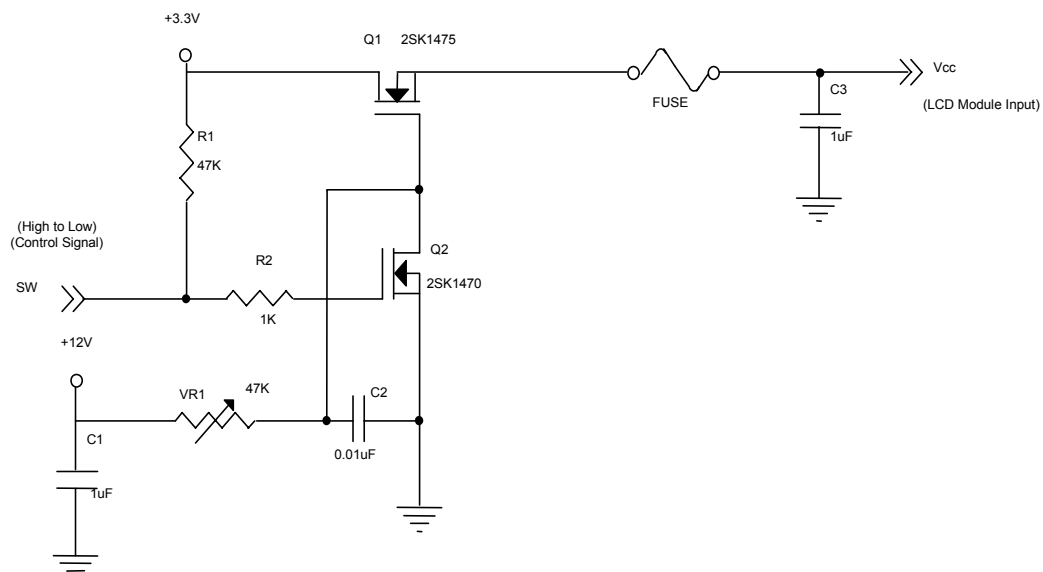 +3.3V
Q1 2SK1475
FUSE
Vcc
(LCD Module Input)
C3
1uF
R1
47K
(High to Low)
(Control Signal)
SW
R2
1K
Q2
2SK1470
+12V
VR1
47K
C1
1uF
C2
0.01uF